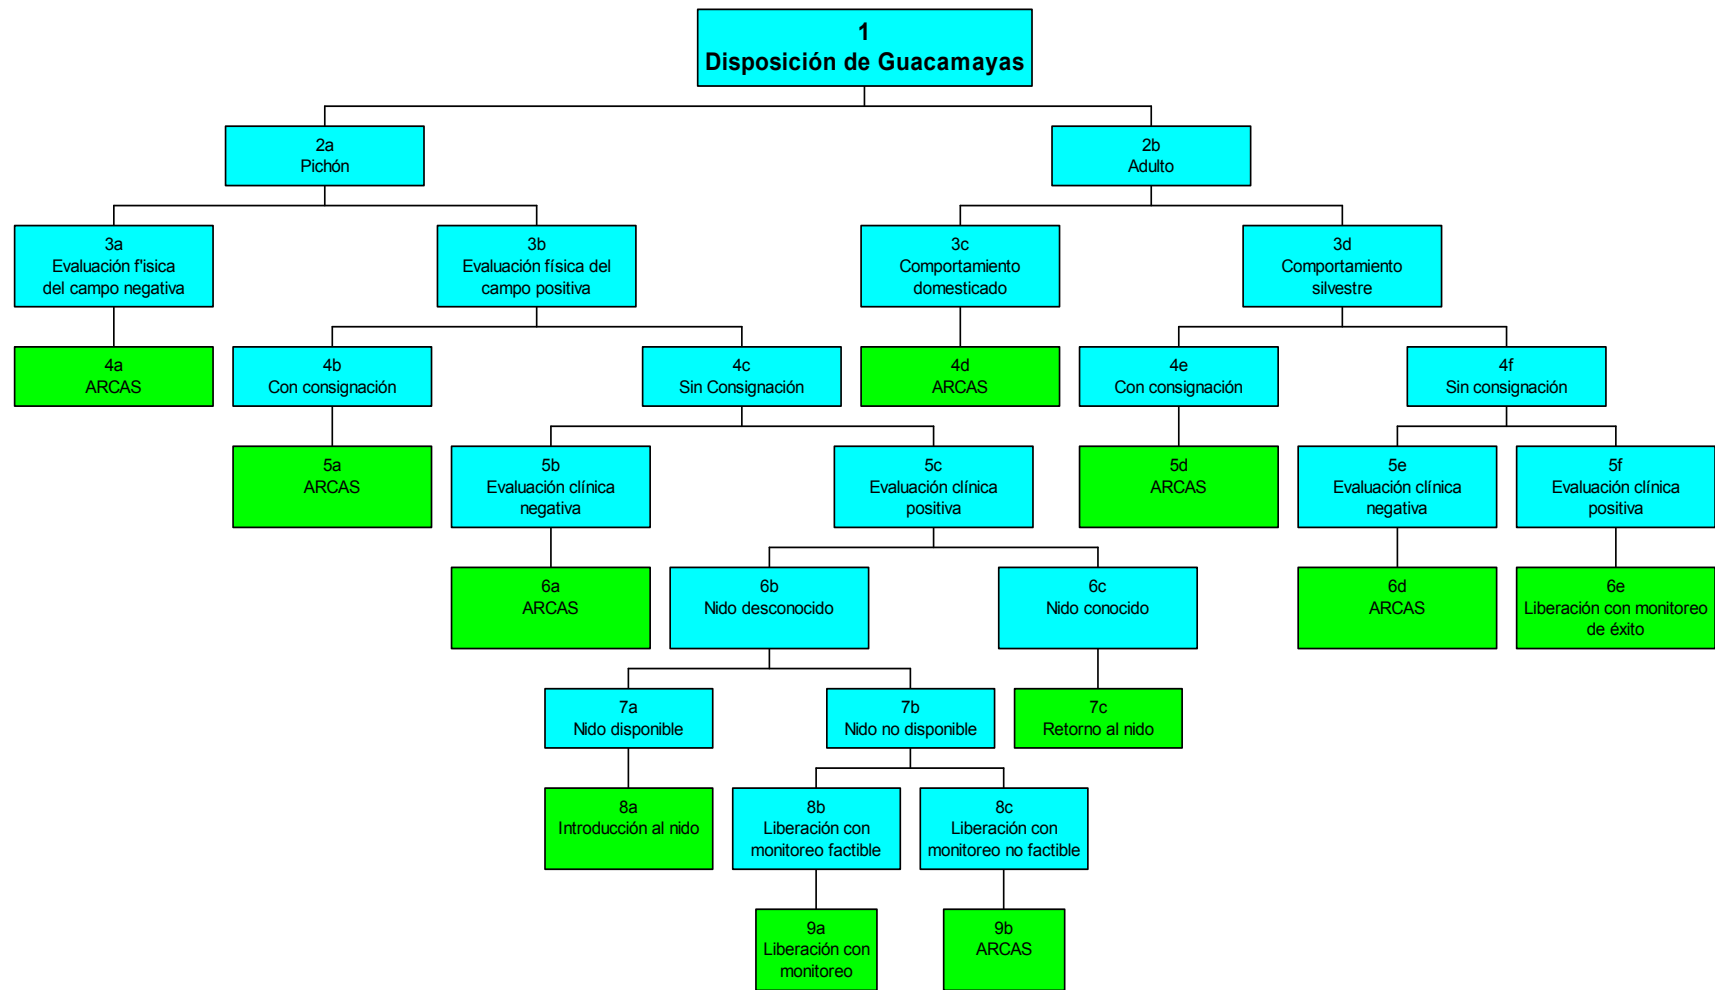 1
Disposición de Guacamayas
2a
Pichón
2b
Adulto
3a
Evaluación f'isica
del campo negativa
3b
Evaluación física del
campo positiva
3c
Comportamiento
domesticado
3d
Comportamiento
silvestre
4a
ARCAS
4b
Con consignación
4c
Sin Consignación
4d
ARCAS
4e
Con consignación
4f
Sin consignación
5a
ARCAS
5b
Evaluación clínica
negativa
5c
Evaluación clínica
positiva
5d
ARCAS
5e
Evaluación clínica
negativa
5f
Evaluación clínica
positiva
6a
ARCAS
6b
Nido desconocido
6c
Nido conocido
6d
ARCAS
6e
Liberación con monitoreo
de éxito
7a
Nido disponible
7b
Nido no disponible
7c
Retorno al nido
8a
Introducción al nido
8b
Liberación con
monitoreo factible
8c
Liberación con
monitoreo no factible
9a
Liberación con
monitoreo
9b
ARCAS